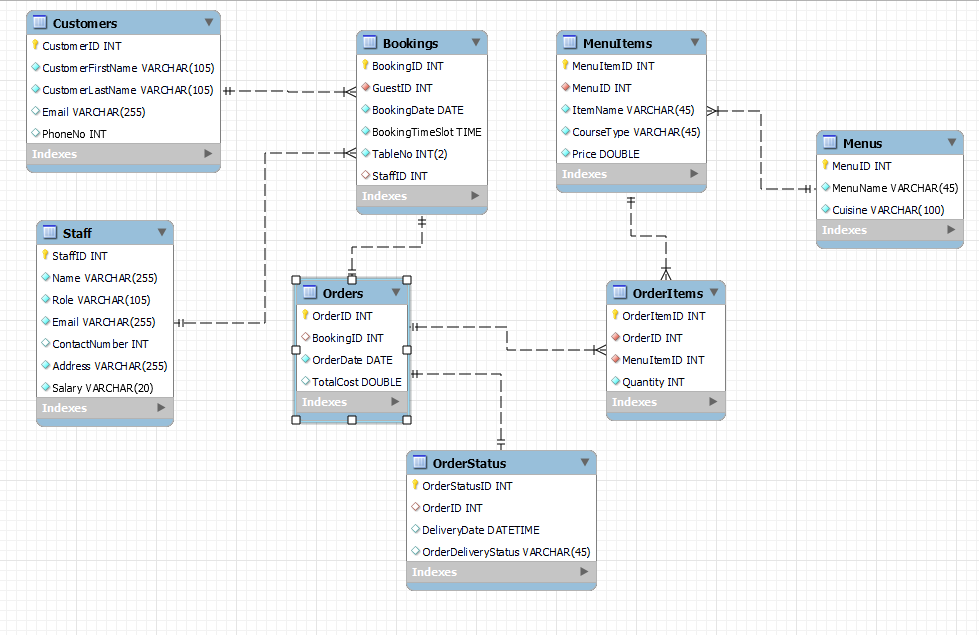 Customers
CustomerID INT
CustomerFirstName VARCHAR(105)
CustomerLastName VARCHAR(105)
Email VARCHAR(255)
PhoneNo INT
Indexes
Bookings
BookingID INT
GuestID INT
BookingDate DATE
BookingTimeSlot TIME
TableNo INT(2)
StaffID INT
Indexes
MenuItems
MenuItemID INT
MenuID INT
ItemName VARCHAR(45)
CourseType VARCHAR(45)
Price DOUBLE
Indexes
Menus
MenuID INT
MenuName VARCHAR(45)
Cuisine VARCHAR(100)
Indexes
Staff
StaffID INT
Name VARCHAR(255)
Role VARCHAR(105)
Email VARCHAR(255)
ContactNumber INT
Address VARCHAR(255)
Salary VARCHAR(20)
Indexes
Orders
OrderID INT
BookingID INT
OrderDate DATE
TotalCost DOUBLE
Indexes
OrderItems
OrderItemID INT
OrderID INT
MenuItemID INT
Quantity INT
Indexes
OrderStatus
OrderStatusID INT
OrderID INT
DeliveryDate DATETIME
OrderDeliveryStatus VARCHAR(45)
Indexes